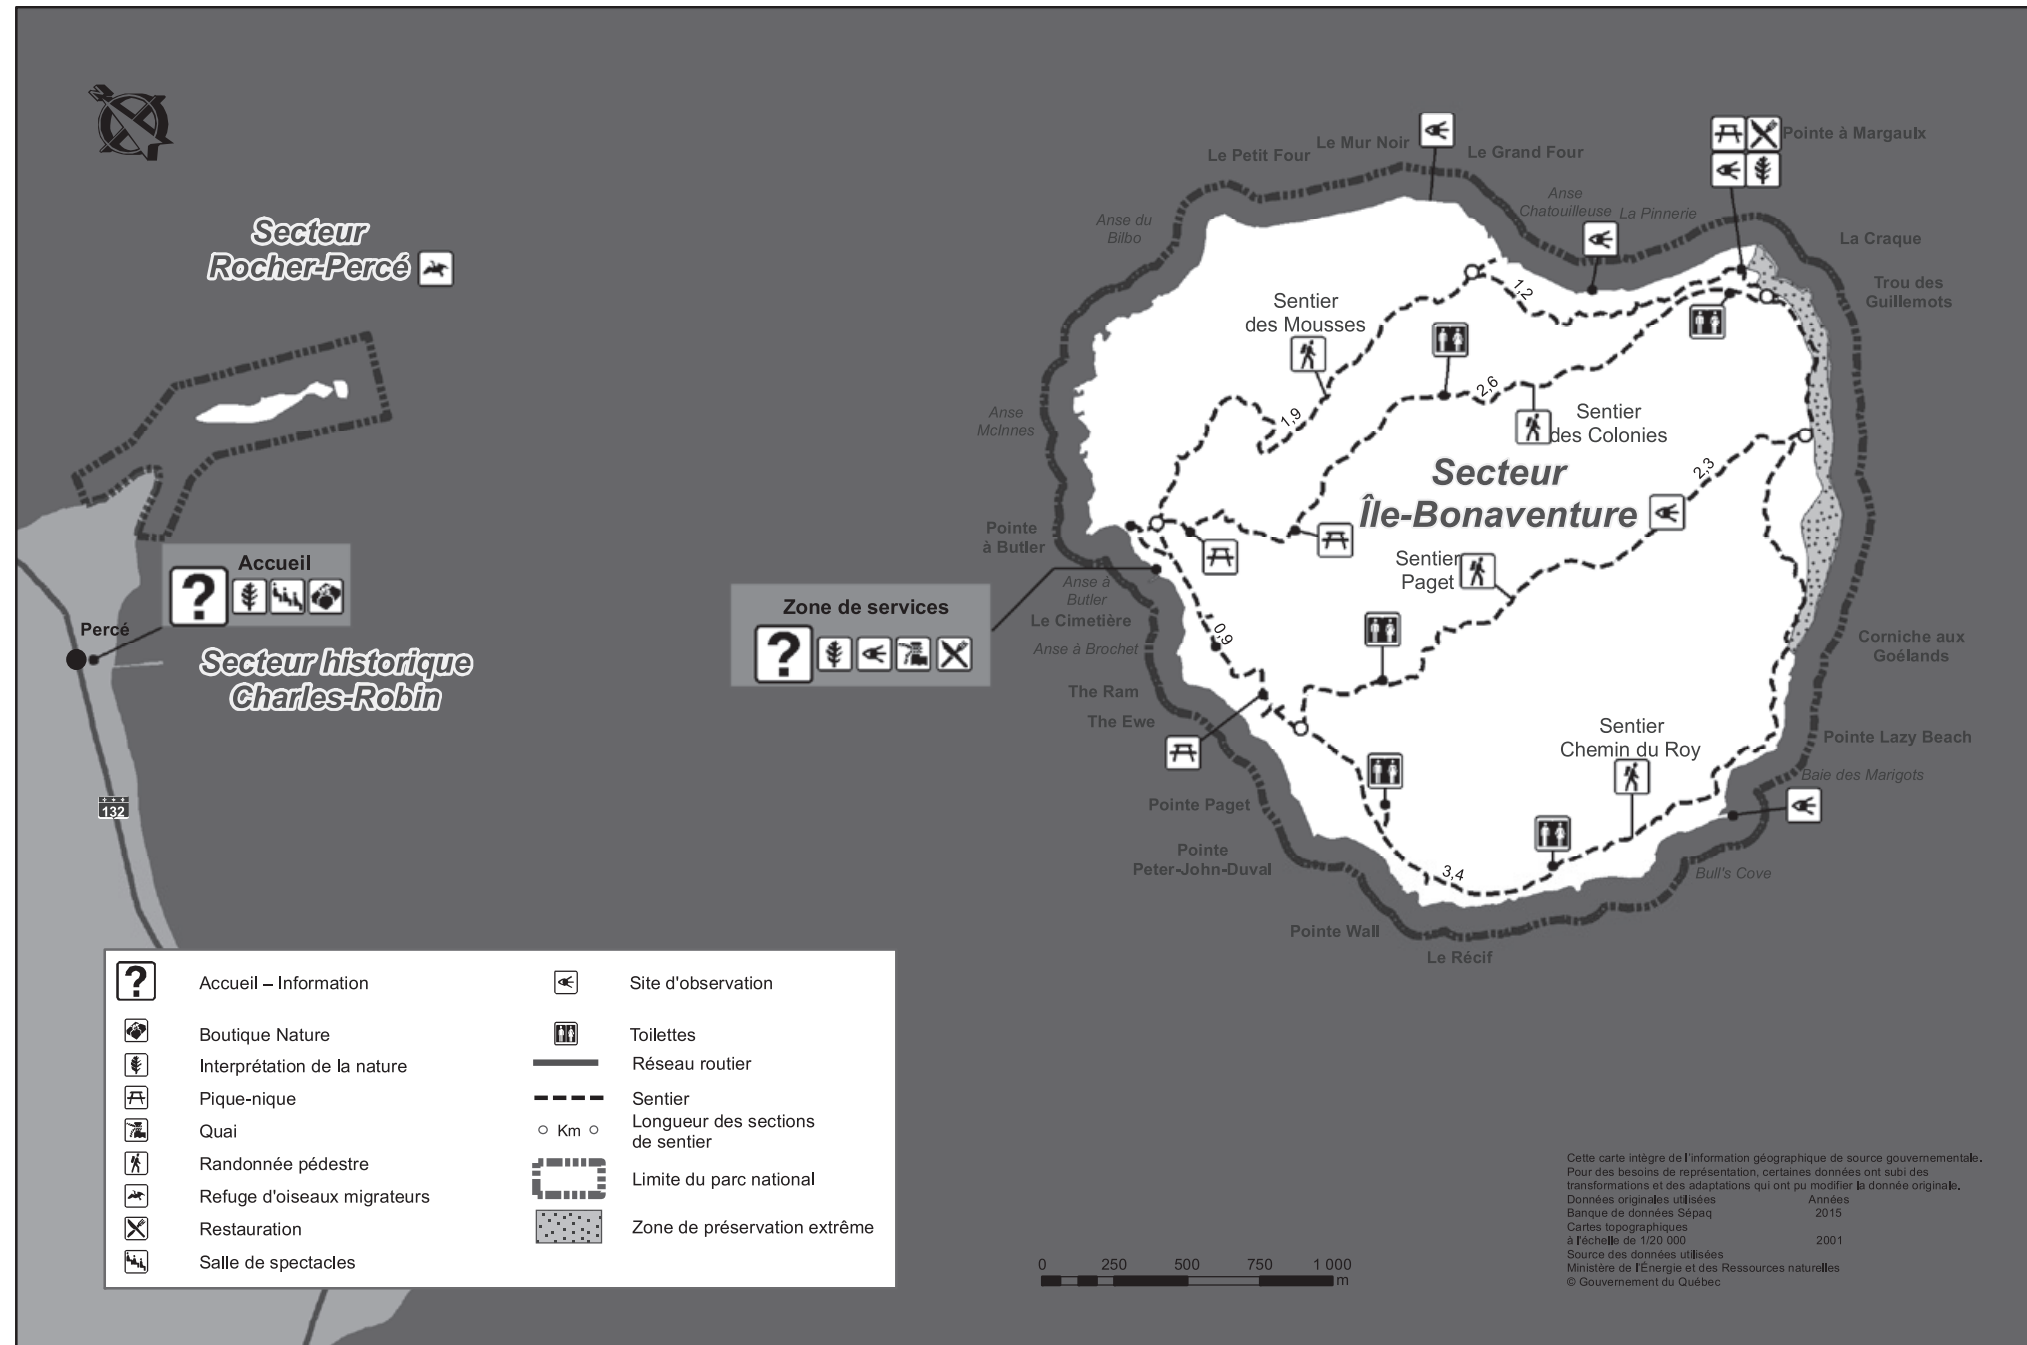 Secteur
Rocher-Percé
Accueil
?
Percé
Secteur historique
Charles-Robin
132
Zone de services
?
Le Petit Four
Le Mur Noir
Le Grand Four
Pointe à Margaulx
Anse du
Bilbo
Anse
Chatouilleuse
La Pinnerie
La Craque
Trou des
Guillemots
Sentier
des Mousses
1,2
1,9
2,6
Sentier
des Colonies
Anse
McInnes
Secteur
Île-Bonaventure
2,3
Pointe
à Butler
Sentier
Paget
Anse à
Butler
Le Cimetière
0,9
Anse à Brochet
Corniche aux
Goélands
The Ram
The Ewe
Sentier
Chemin du Roy
Pointe Lazy Beach
Baie des Marigots
Pointe Paget
Pointe
Peter-John-Duval
3,4
Bull's Cove
Pointe Wall
Le Récif
? Accueil – Information
Boutique Nature
Interprétation de la nature
Pique-nique
Quai
Randonnée pédestre
Refuge d'oiseaux migrateurs
Restauration
Salle de spectacles
Site d'observation
Toilettes
Réseau routier
Sentier
Km
Longueur des sections
de sentier
Limite du parc national
Zone de préservation extrême
0 250 500 750 1 000
m
Cette carte intègre de l'information géographique de source gouvernementale.
Pour des besoins de représentation, certaines données ont subi des
transformations et des adaptations qui ont pu modifier la donnée originale.
Données originales utilisées Années
Banque de données Sépaq 2015
Cartes topographiques
à l'échelle de 1/20 000 2001
Source des données utilisées
Ministère de l'Énergie et des Ressources naturelles
© Gouvernement du Québec